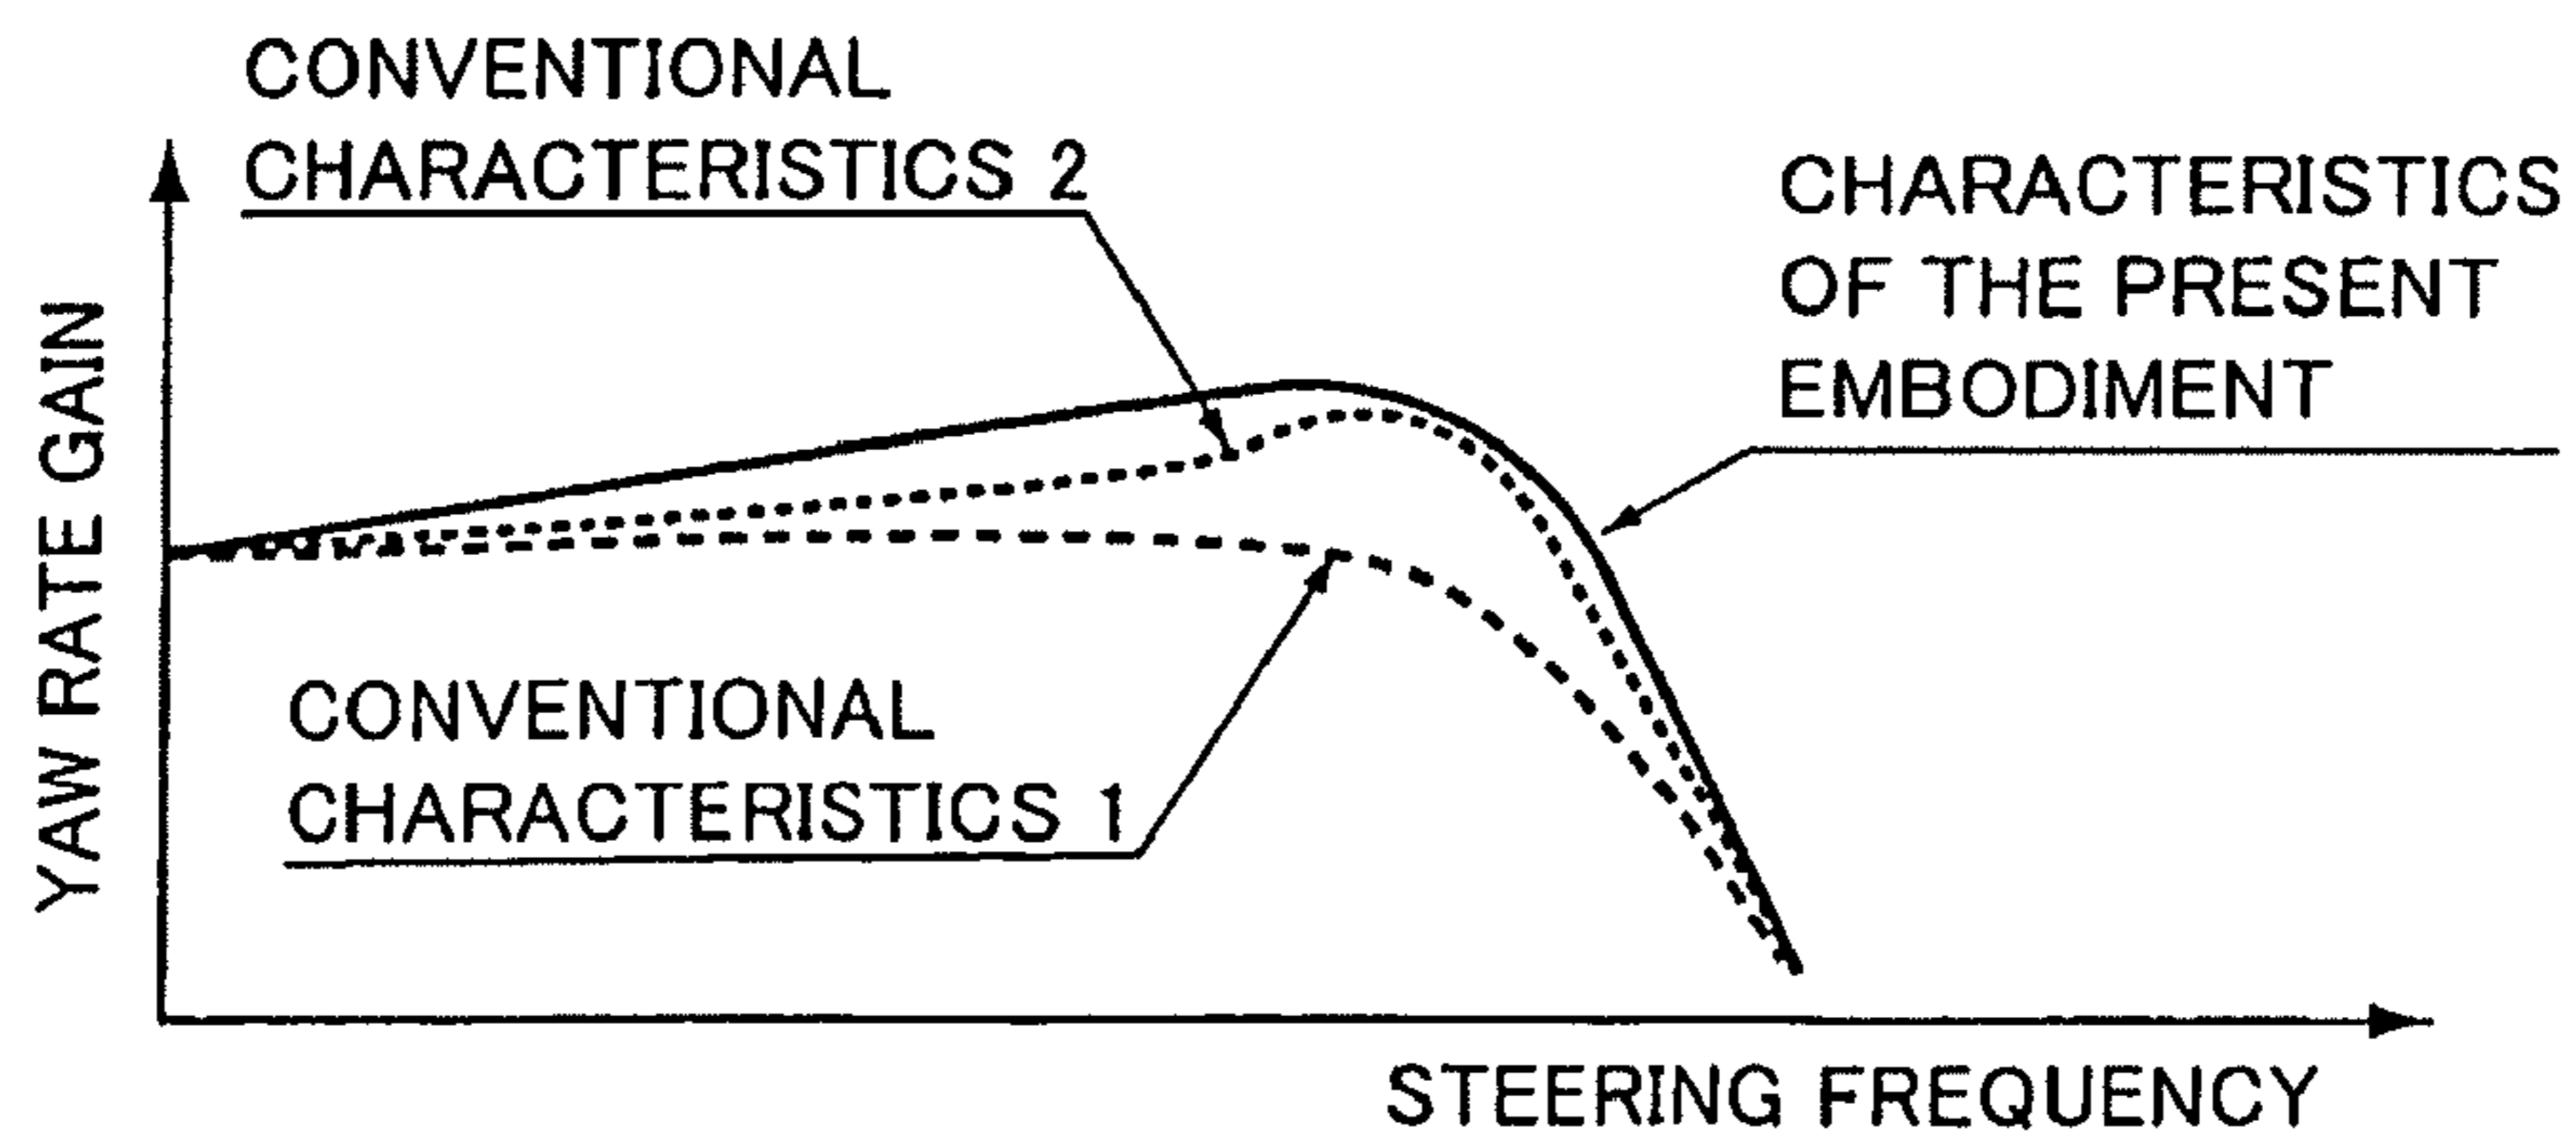 CONVENTIONAL
CHARACTERISTICS 2
CHARACTERISTICS
OF THE PRESENT
EMBODIMENT
YAW RATE GAIN
CONVENTIONAL
CHARACTERISTICS 1
STEERING FREQUENCY